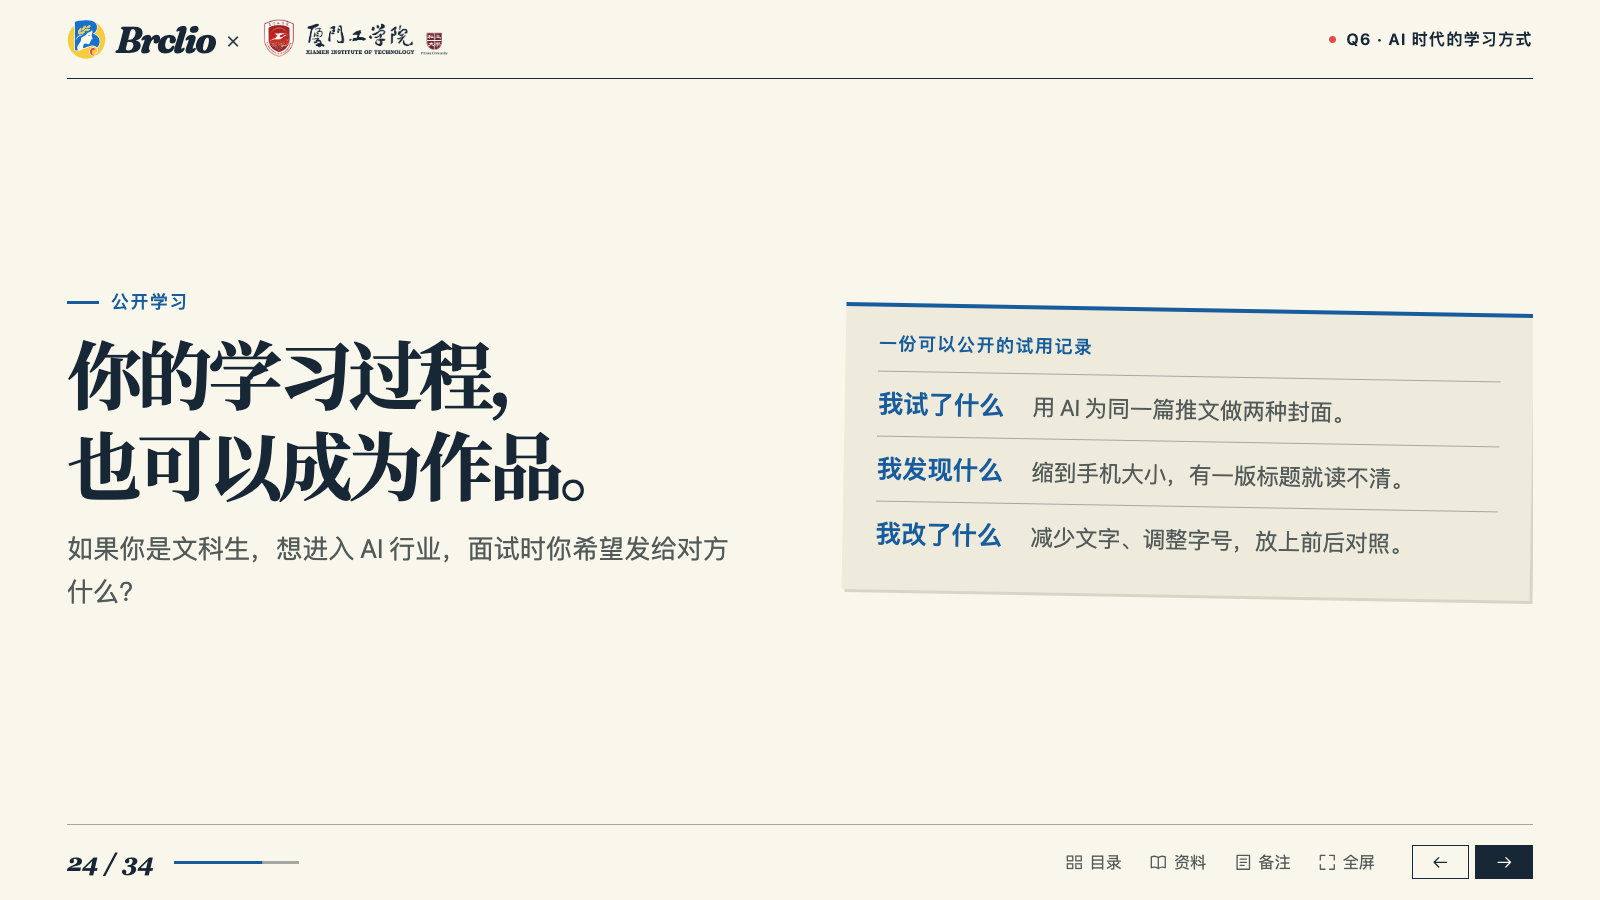 Brclio ×
厦門工学院
XIAMEN INSTITUTE OF TECHNOLOGY
Q6 · AI 时代的学习方式
公开学习
你的学习过程，
也可以成为作品。
如果你是文科生，想进入 AI 行业，面试时你希望发给对方
什么？
一份可以公开的试用记录
我试了什么 用 AI 为同一篇推文做两种封面。
我发现什么 缩到手机大小，有一版标题就读不清。
我改了什么 减少文字、调整字号，放上前后对照。
24 / 34
目录 资料 备注 全屏 ← →